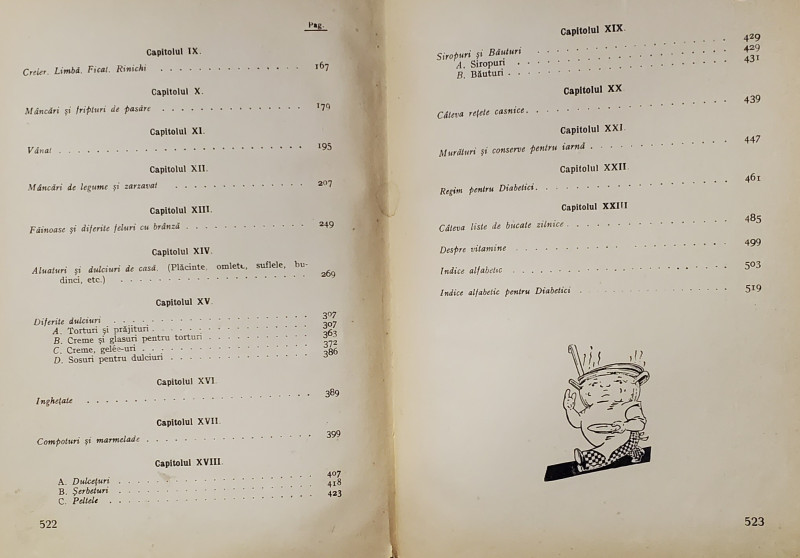 Pag.
Capitolul IX.
Creier, Limbă, Ficat, Rinichi . . . . . . . . . . . . 167
Capitolul X.
Mâncări și fripturi de pasăre . . . . . . . . . . . . 179
Capitolul XI.
Vânat . . . . . . . . . . . . . . . . . . . . . . . 195
Capitolul XII.
Mâncări de legume și zarzavat . . . . . . . . . . . 207
Capitolul XIII.
Făinoase și diferite feluri cu brânză . . . . . . . . . . 249
Capitolul XIV.
Aluaturi și dulciuri de casă. (Plăcinte, omlete, suflele, bu-
dinci, etc.) . . . . . . . . . . . . . . . . 269
Capitolul XV.
Diferite dulciuri . . . . . . . . . . . . . . . . . . 307
A. Torturi și prăjituri . . . . . . . . . . . . . . . 307
B. Creme și glasuri pentru torturi . . . . . . . . . . 363
C. Creme, gelée-uri . . . . . . . . . . . . . . . . 372
D. Sosuri pentru dulciuri . . . . . . . . . . . . . . 386
Capitolul XVI.
Inghețate . . . . . . . . . . . . . . . . . . . . 389
Capitolul XVII.
Compoturi și marmelade . . . . . . . . . . . . . . 399
Capitolul XVIII.
A. Dulcețuri . . . . . . . . . . . . . . . . . . 407
B. Șerbeturi . . . . . . . . . . . . . . . . . . 418
C. Peltele . . . . . . . . . . . . . . . . . . . 423
522
Capitolul XIX.
Siropuri și Băuturi . . . . . . . . . . . . . . . . 429
A. Siropuri . . . . . . . . . . . . . . . . . . 429
B. Băuturi . . . . . . . . . . . . . . . . . . 431
Capitolul XX
Câteva rețete casnice . . . . . . . . . . . . . . . 439
Capitolul XXI.
Murături și conserve pentru iarnă . . . . . . . . . . 447
Capitolul XXII.
Regim pentru Diabetici . . . . . . . . . . . . . . 461
Capitolul XXIII
Câteva liste de bucate zilnice . . . . . . . . . . . . 485
Despre vitamine . . . . . . . . . . . . . . . . . 499
Indice alfabetic . . . . . . . . . . . . . . . . . 503
Indice alfabetic pentru Diabetici . . . . . . . . . . . 519
523